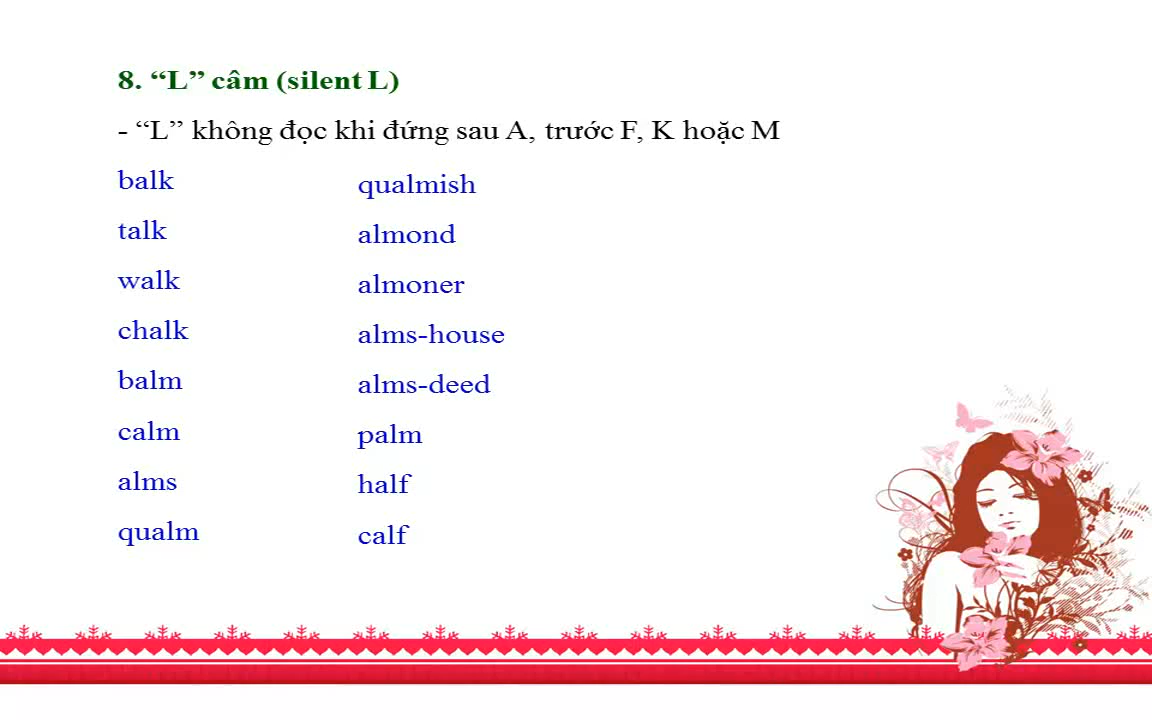 8. “L” câm (silent L)
- “L” không đọc khi đứng sau A, trước F, K hoặc M
balk
talk
walk
chalk
balm
calm
alms
qualm
qualmish
almond
almoner
alms-house
alms-deed
palm
half
calf